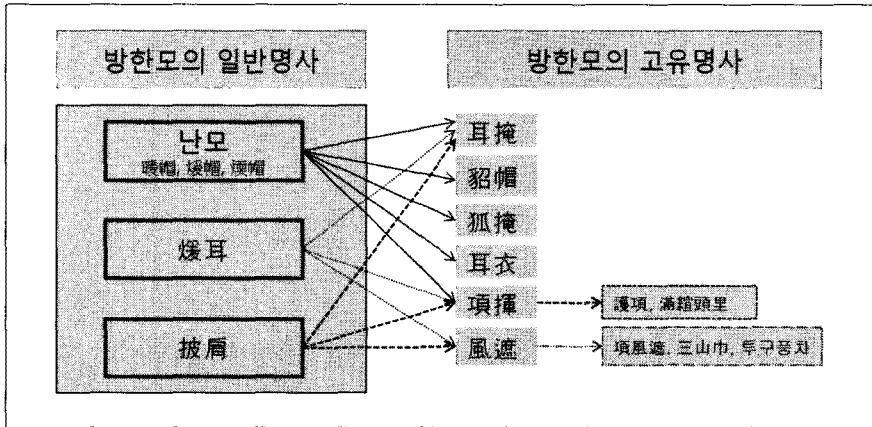 방한모의 일반명사
방한모의 고유명사
난모
暖帽, 煖帽, 煗帽
煖耳
披肩
耳掩
貂帽
狐掩
耳衣
項揮
風遮
護項, 滿縚頭里
項風遮, 三山巾, 투구풍차